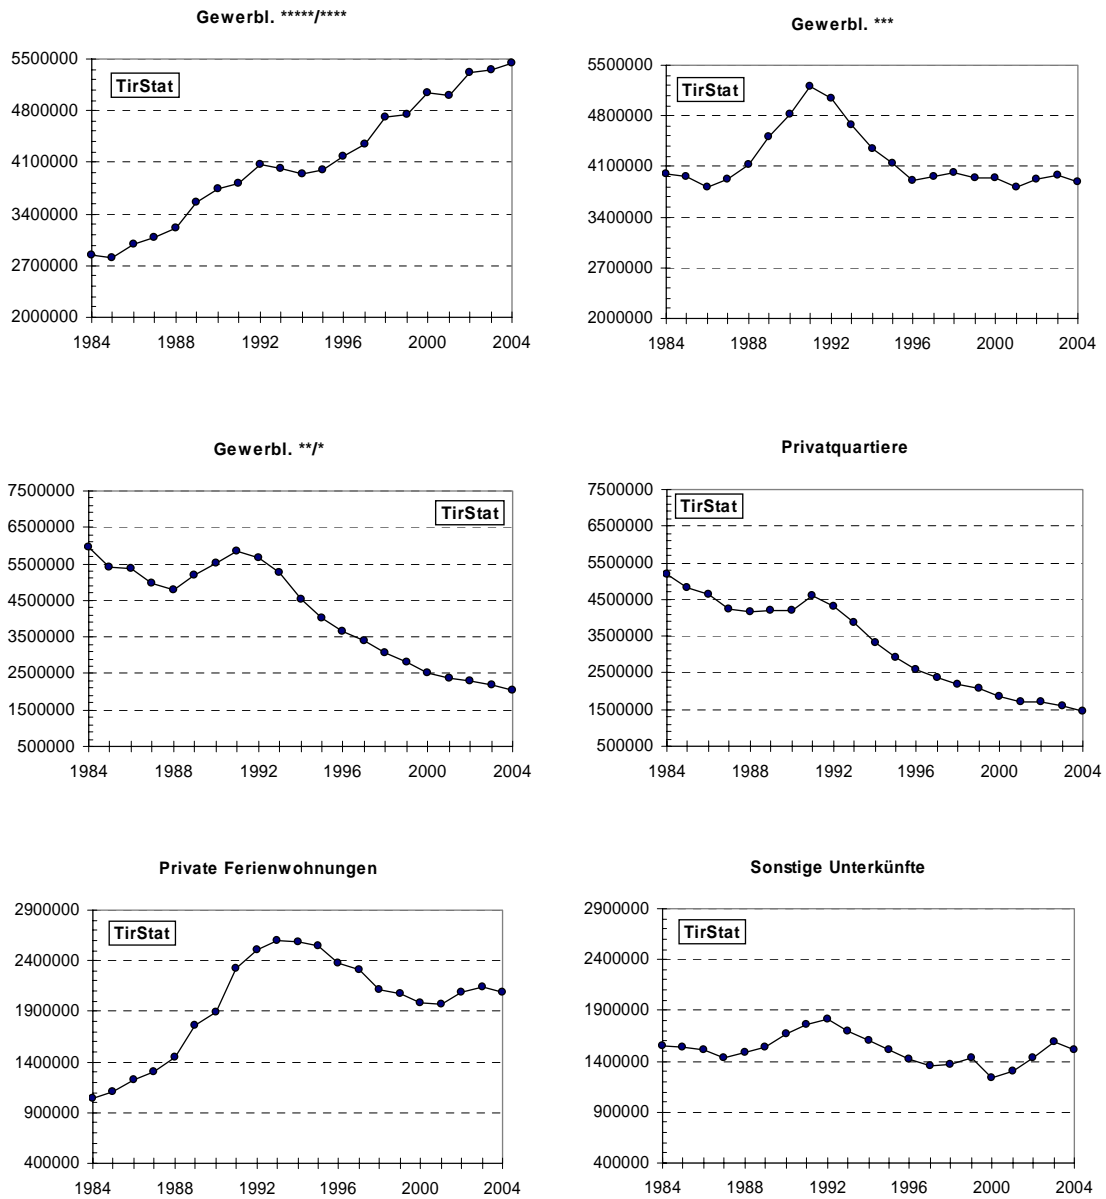 Gewerbl. *****/****
5500000
TirStat
4800000
4100000
3400000
2700000
2000000
1984 1988 1992 1996 2000 2004
Gewerbl. ***
5500000
TirStat
4800000
4100000
3400000
2700000
2000000
1984 1988 1992 1996 2000 2004
Gewerbl. **/*
7500000
TirStat
6500000
5500000
4500000
3500000
2500000
1500000
500000
1984 1988 1992 1996 2000 2004
Privatquartiere
7500000
TirStat
6500000
5500000
4500000
3500000
2500000
1500000
500000
1984 1988 1992 1996 2000 2004
Private Ferienwohnungen
2900000
TirStat
2400000
1900000
1400000
900000
400000
1984 1988 1992 1996 2000 2004
Sonstige Unterkünfte
2900000
TirStat
2400000
1900000
1400000
900000
400000
1984 1988 1992 1996 2000 2004